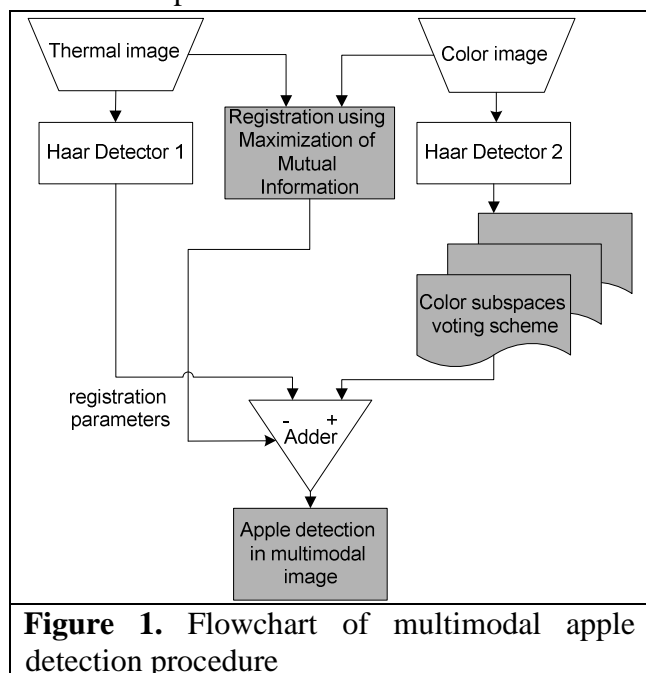 Thermal image
Color image
Registration using
Maximization of
Mutual
Information
Haar Detector 1
Haar Detector 2
Color subspaces
voting scheme
registration
parameters
- +
Adder
Apple detection
in multimodal
image
Figure 1. Flowchart of multimodal apple
detection procedure